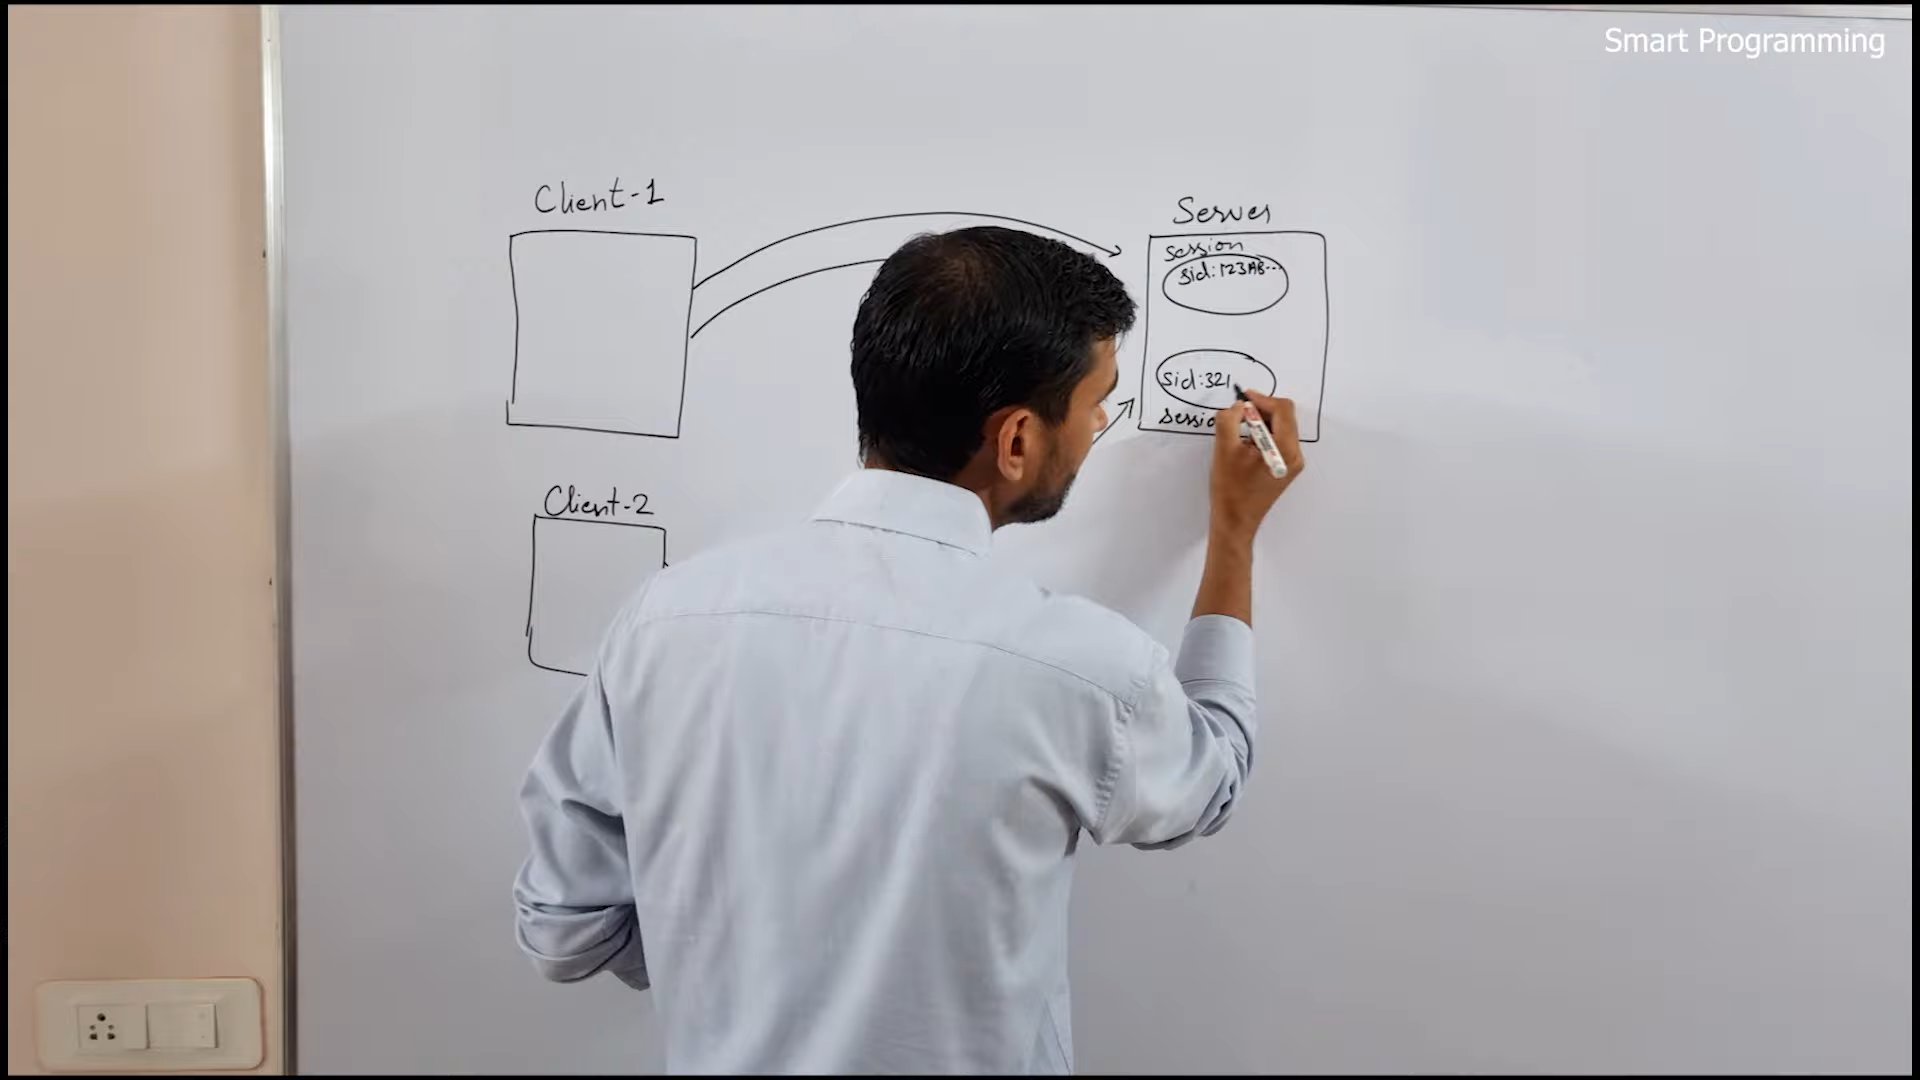 Smart Programming
Client-1
Server
session
sid:123AB...
sid:321
Client-2